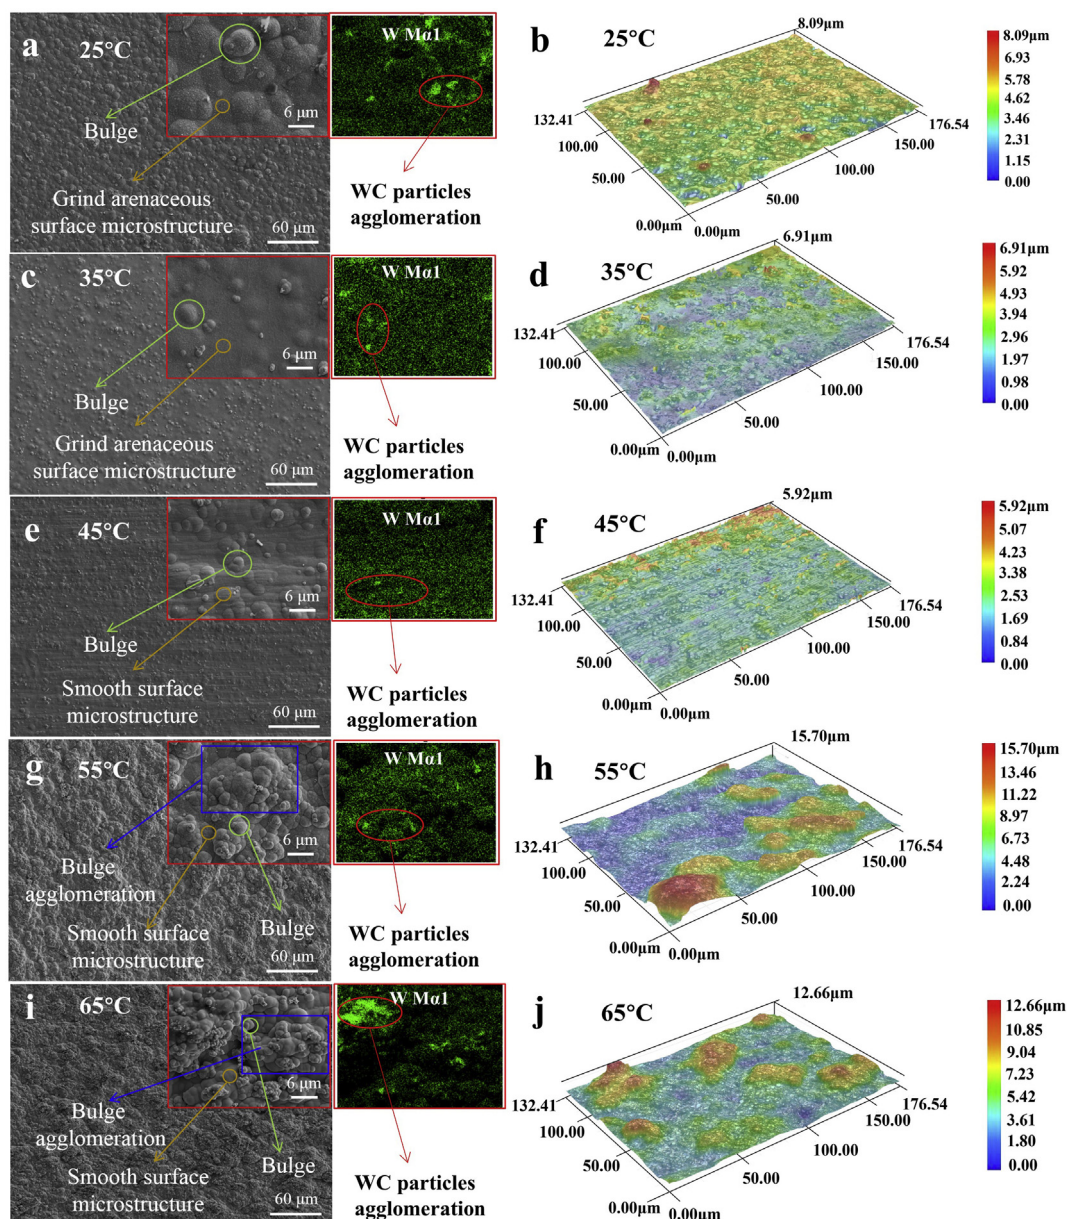 a
25°C
Bulge
Grind arenaceous
surface microstructure
6 μm
60 μm
W Mα1
WC particles
agglomeration
b
25°C
8.09μm
132.41
100.00
50.00
0.00μm
0.00μm
50.00
100.00
150.00
176.54
8.09μm
6.93
5.78
4.62
3.46
2.31
1.15
0.00
c
35°C
Bulge
Grind arenaceous
surface microstructure
6 μm
60 μm
W Mα1
WC particles
agglomeration
d
35°C
6.91μm
132.41
100.00
50.00
0.00μm
0.00μm
50.00
100.00
150.00
176.54
6.91μm
5.92
4.94
3.95
2.96
1.97
0.98
0.00
e
45°C
Bulge
Smooth surface
microstructure
6 μm
60 μm
W Mα1
WC particles
agglomeration
f
45°C
5.92μm
132.41
100.00
50.00
0.00μm
0.00μm
50.00
100.00
150.00
176.54
5.92μm
5.07
4.23
3.38
2.53
1.69
0.84
0.00
g
55°C
Bulge
agglomeration
Smooth surface
microstructure
Bulge
6 μm
60 μm
W Mα1
WC particles
agglomeration
h
55°C
15.70μm
132.41
100.00
50.00
0.00μm
0.00μm
50.00
100.00
150.00
176.54
15.70μm
13.46
11.22
8.97
6.73
4.48
2.24
0.00
i
65°C
Bulge
agglomeration
Smooth surface
microstructure
Bulge
6 μm
60 μm
W Mα1
WC particles
agglomeration
j
65°C
12.66μm
132.41
100.00
50.00
0.00μm
0.00μm
50.00
100.00
150.00
176.54
12.66μm
10.85
9.04
7.23
5.42
3.61
1.80
0.00